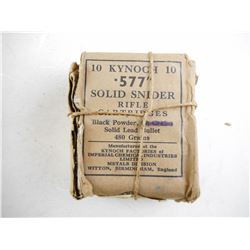 10 KYNOCH 10
·577"
SOLID SNIDER
RIFLE
CARTRIDGES
Black Powder,
Solid Lead Bullet
480 Grains
Manufactured at the
KYNOCH FACTORIES of
IMPERIAL CHEMICAL INDUSTRIES
LIMITED
METALS DIVISION
WITTON, BIRMINGHAM, England